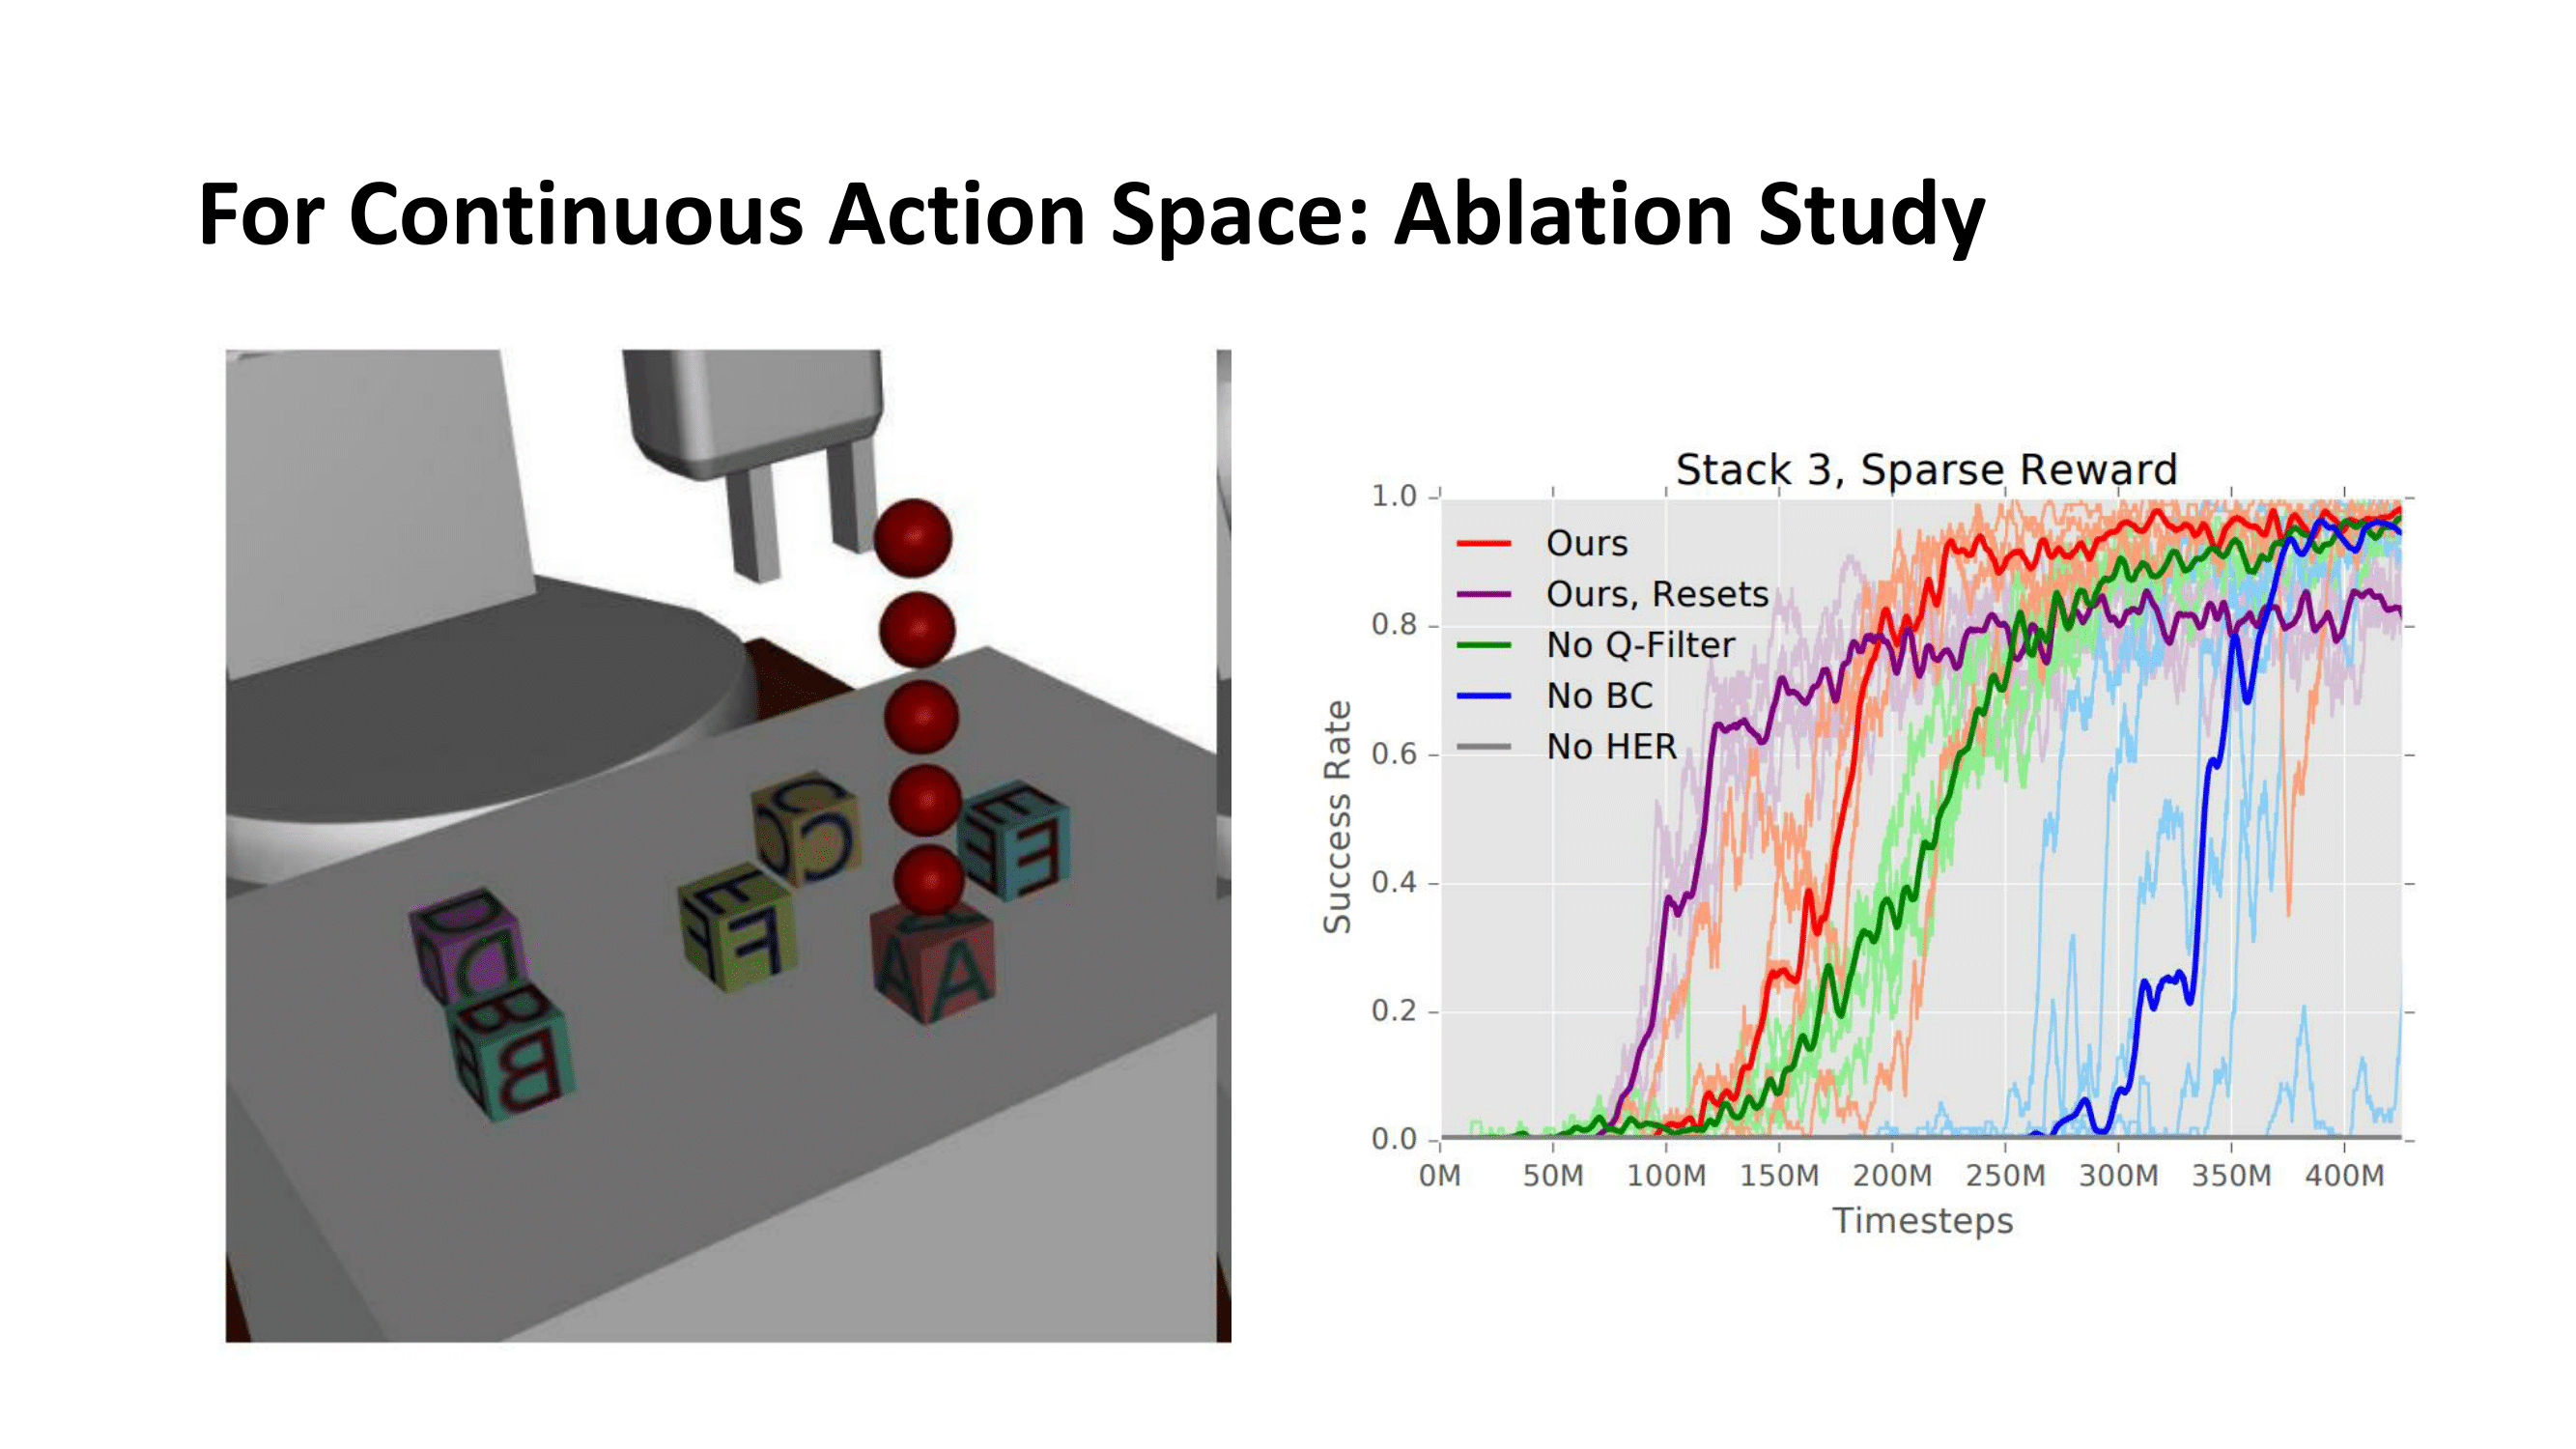 For Continuous Action Space: Ablation Study
C
C
E
E
D
D
F
F
A
A
B
B
B
Stack 3, Sparse Reward
1.0
0.8
0.6
0.4
0.2
0.0
Success Rate
Ours
Ours, Resets
No Q-Filter
No BC
No HER
0M 50M 100M 150M 200M 250M 300M 350M 400M
Timesteps